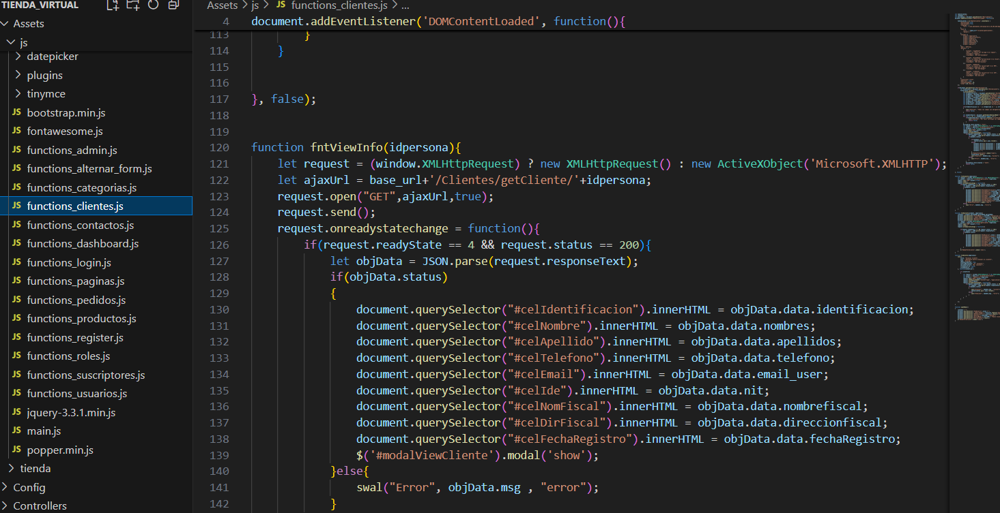 TIENDA_VIRTUAL
Assets
js
datepicker
plugins
tinymce
JS bootstrap.min.js
JS fontawesome.js
JS functions_admin.js
JS functions_alternar_form.js
JS functions_categorias.js
JS functions_clientes.js
JS functions_contactos.js
JS functions_dashboard.js
JS functions_login.js
JS functions_paginas.js
JS functions_pedidos.js
JS functions_productos.js
JS functions_register.js
JS functions_roles.js
JS functions_suscriptores.js
JS functions_usuarios.js
JS jquery-3.3.1.min.js
JS main.js
JS popper.min.js
tienda
Config
Controllers
Assets > js > JS functions_clientes.js > ...
4 document.addEventListener('DOMContentLoaded', function(){
113 }
114 }
115
116
117 }, false);
118
119
120 function fntViewInfo(idpersona){
121 let request = (window.XMLHttpRequest) ? new XMLHttpRequest() : new ActiveXObject('Microsoft.XMLHTTP');
122 let ajaxUrl = base_url+'/Clientes/getCliente/'+idpersona;
123 request.open("GET",ajaxUrl,true);
124 request.send();
125 request.onreadystatechange = function(){
126 if(request.readyState == 4 && request.status == 200){
127 let objData = JSON.parse(request.responseText);
128 if(objData.status)
129 {
130 document.querySelector("#celIdentificacion").innerHTML = objData.data.identificacion;
131 document.querySelector("#celNombre").innerHTML = objData.data.nombres;
132 document.querySelector("#celApellido").innerHTML = objData.data.apellidos;
133 document.querySelector("#celTelefono").innerHTML = objData.data.telefono;
134 document.querySelector("#celEmail").innerHTML = objData.data.email_user;
135 document.querySelector("#celIde").innerHTML = objData.data.nit;
136 document.querySelector("#celNomFiscal").innerHTML = objData.data.nombrefiscal;
137 document.querySelector("#celDirFiscal").innerHTML = objData.data.direccionfiscal;
138 document.querySelector("#celFechaRegistro").innerHTML = objData.data.fechaRegistro;
139 $('#modalViewCliente').modal('show');
140 }else{
141 swal("Error", objData.msg , "error");
142 }